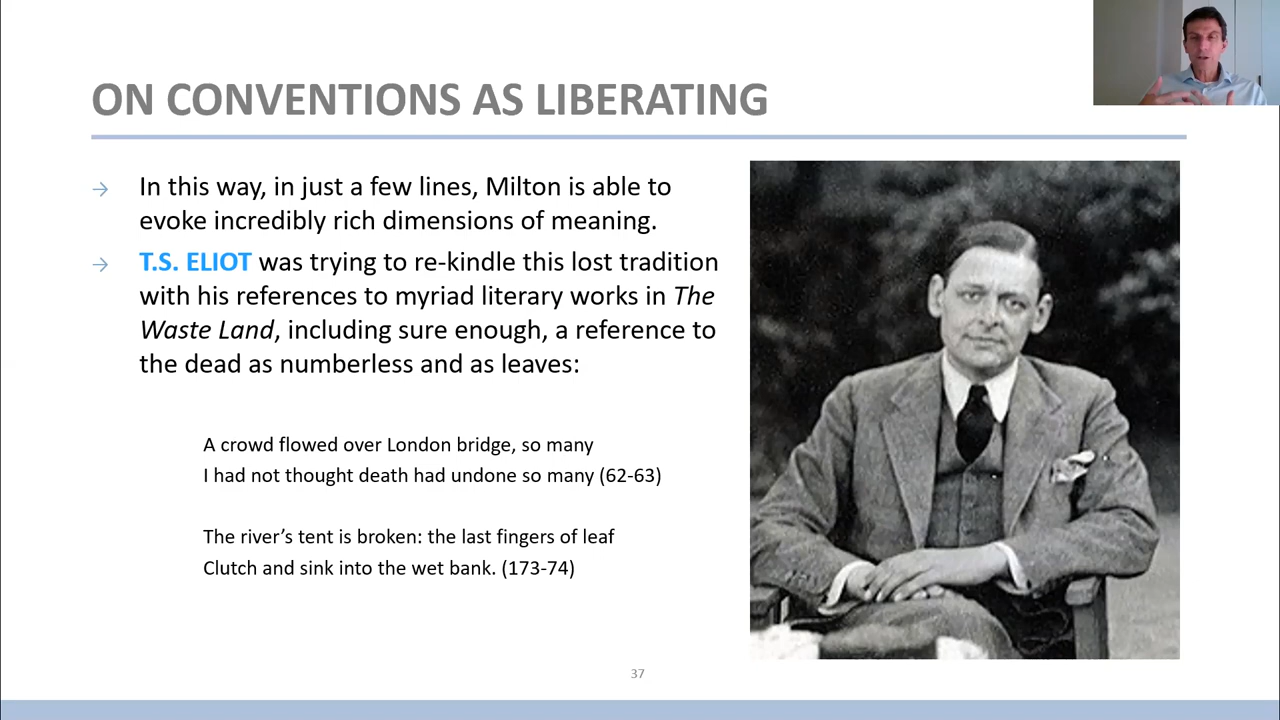 ON CONVENTIONS AS LIBERATING
→ In this way, in just a few lines, Milton is able to
evoke incredibly rich dimensions of meaning.
→ T.S. ELIOT was trying to re-kindle this lost tradition
with his references to myriad literary works in The
Waste Land, including sure enough, a reference to
the dead as numberless and as leaves:
A crowd flowed over London bridge, so many
I had not thought death had undone so many (62-63)
The river's tent is broken: the last fingers of leaf
Clutch and sink into the wet bank. (173-74)
37